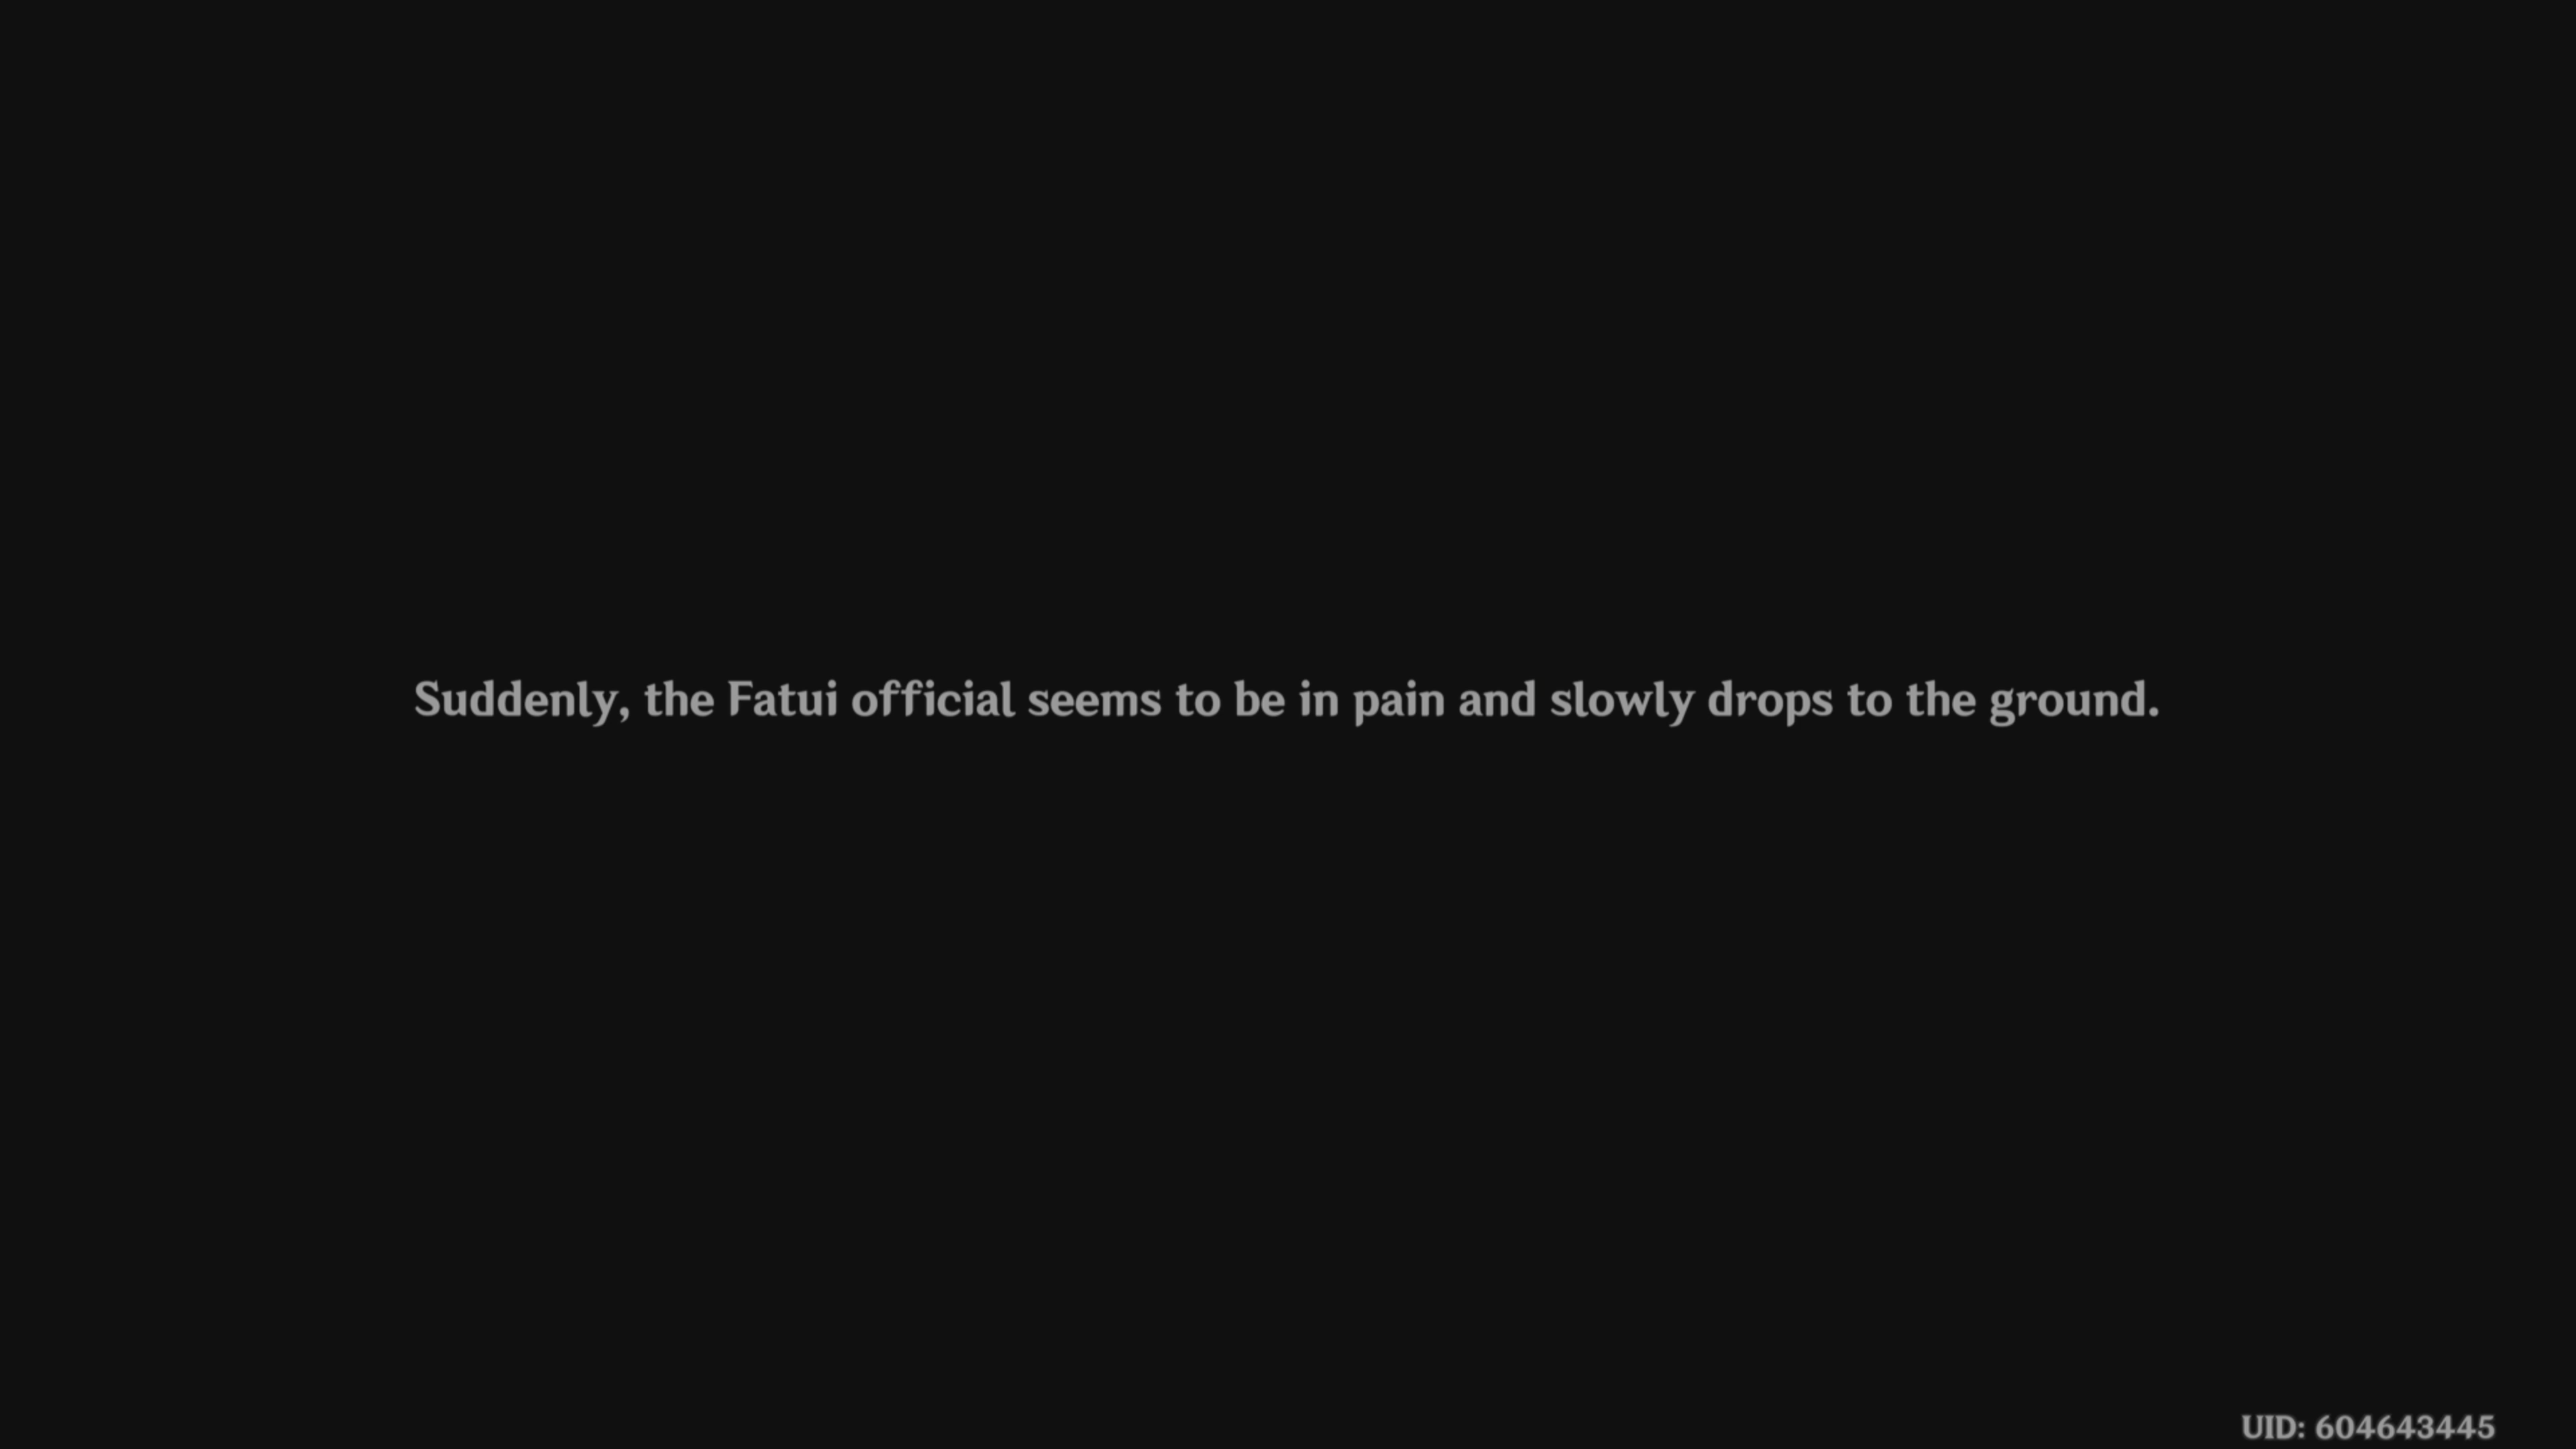 Suddenly, the Fatui official seems to be in pain and slowly drops to the ground.
UID: 604643445